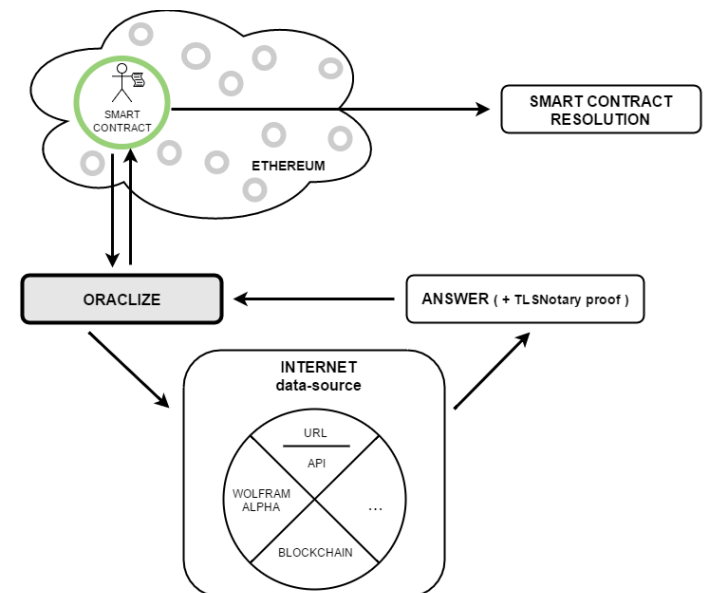 SMART
CONTRACT
ETHEREUM
SMART CONTRACT
RESOLUTION
ORACLIZE
ANSWER ( + TLSNotary proof )
INTERNET
data-source
URL
API
WOLFRAM
ALPHA
...
BLOCKCHAIN